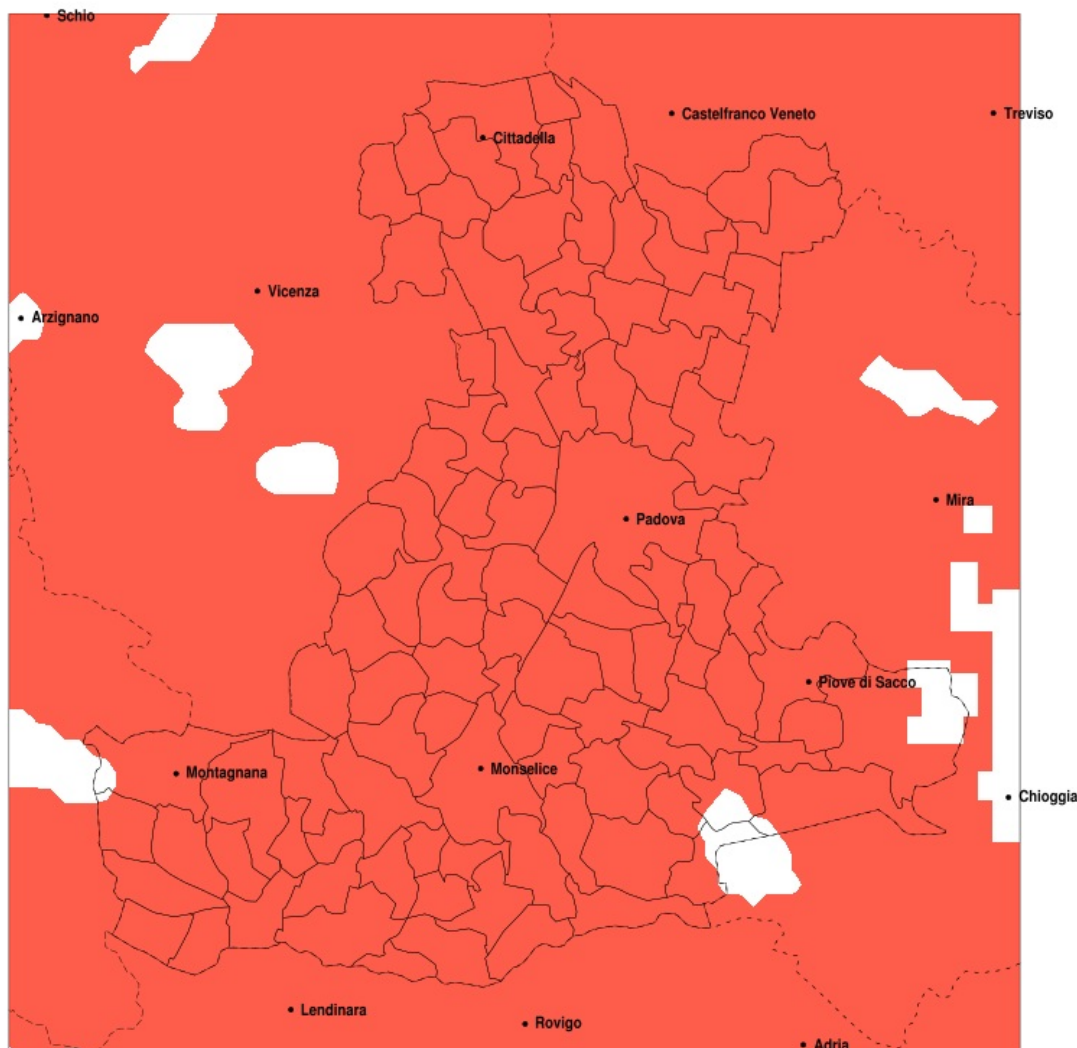 Schio
Castelfranco Veneto
Treviso
Cittadella
Vicenza
Arzignano
Mira
Padova
Piove di Sacco
Montagnana
Monselice
Chioggia
Lendinara
Rovigo
Adria